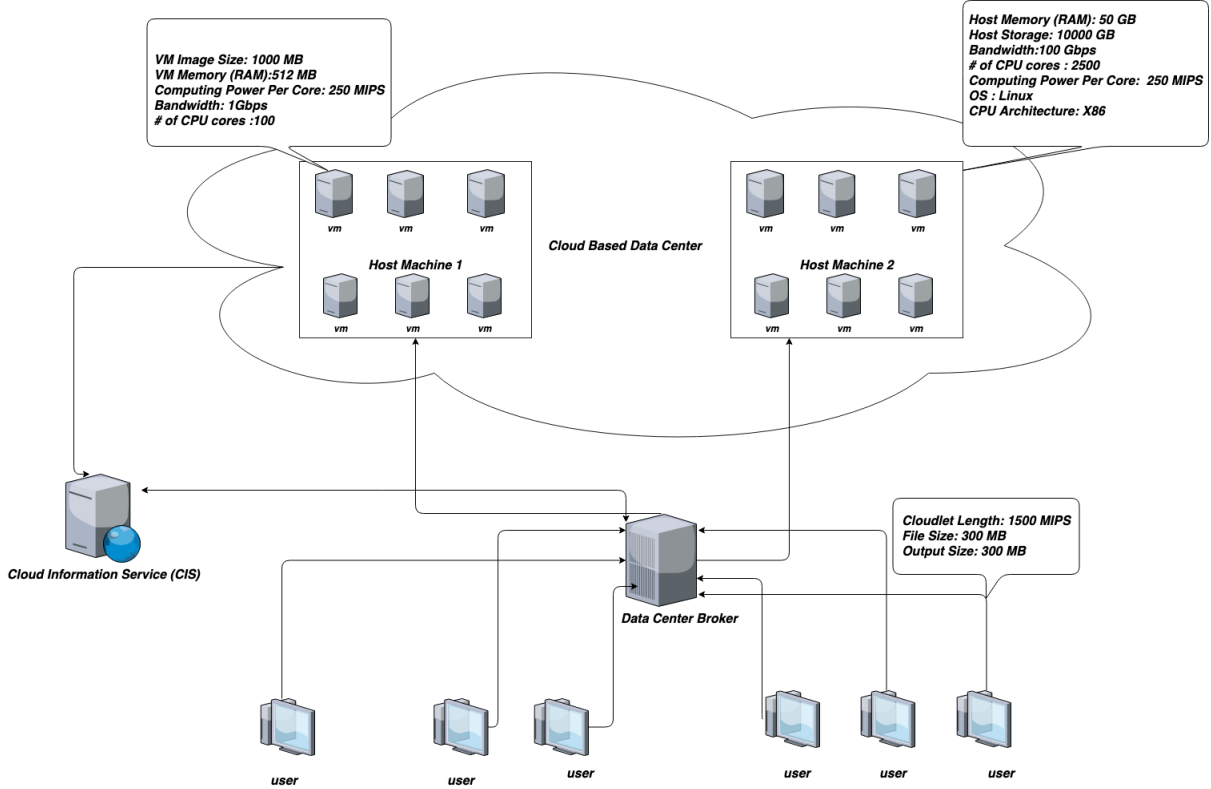 VM Image Size: 1000 MB
VM Memory (RAM):512 MB
Computing Power Per Core: 250 MIPS
Bandwidth: 1Gbps
# of CPU cores :100
Host Memory (RAM): 50 GB
Host Storage: 10000 GB
Bandwidth:100 Gbps
# of CPU cores : 2500
Computing Power Per Core:  250 MIPS
OS : Linux
CPU Architecture: X86
vm
vm
vm
Host Machine 1
vm
vm
vm
Cloud Based Data Center
vm
vm
vm
Host Machine 2
vm
vm
vm
Cloud Information Service (CIS)
Data Center Broker
Cloudlet Length: 1500 MIPS
File Size: 300 MB
Output Size: 300 MB
user
user
user
user
user
user